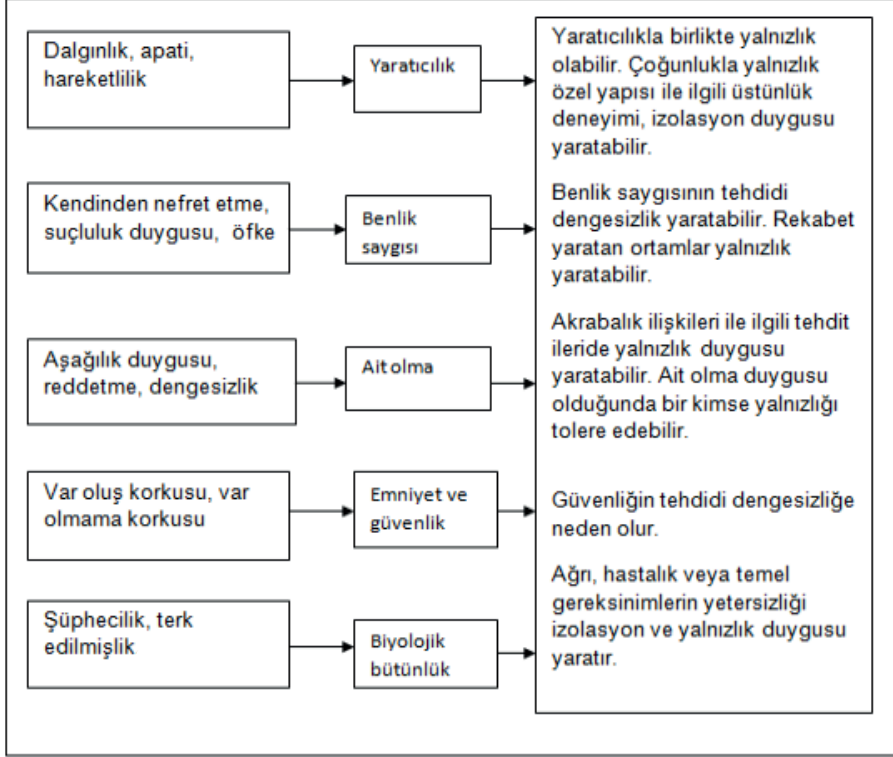 Dalgınlık, apati,
hareketlilik
Yaratıcılık
Yaratıcılıkla birlikte yalnızlık
olabilir. Çoğunlukla yalnızlık
özel yapısı ile ilgili üstünlük
deneyimi, izolasyon duygusu
yaratabilir.
Kendinden nefret etme,
suçluluk duygusu, öfke
Benlik
saygısı
Benlik saygısının tehdidi
dengesizlik yaratabilir. Rekabet
yaratan ortamlar yalnızlık
yaratabilir.
Aşağılık duygusu,
reddetme, dengesizlik
Ait olma
Akrabalık ilişkileri ile ilgili tehdit
ileride yalnızlık duygusu
yaratabilir. Ait olma duygusu
olduğunda bir kimse yalnızlığı
tolere edebilir.
Var oluş korkusu, var
olmama korkusu
Emniyet ve
güvenlik
Güvenliğin tehdidi dengesizliğe
neden olur.
Şüphecilik, terk
edilmişlik
Biyolojik
bütünlük
Ağrı, hastalık veya temel
gereksinimlerin yetersizliği
izolasyon ve yalnızlık duygusu
yaratır.